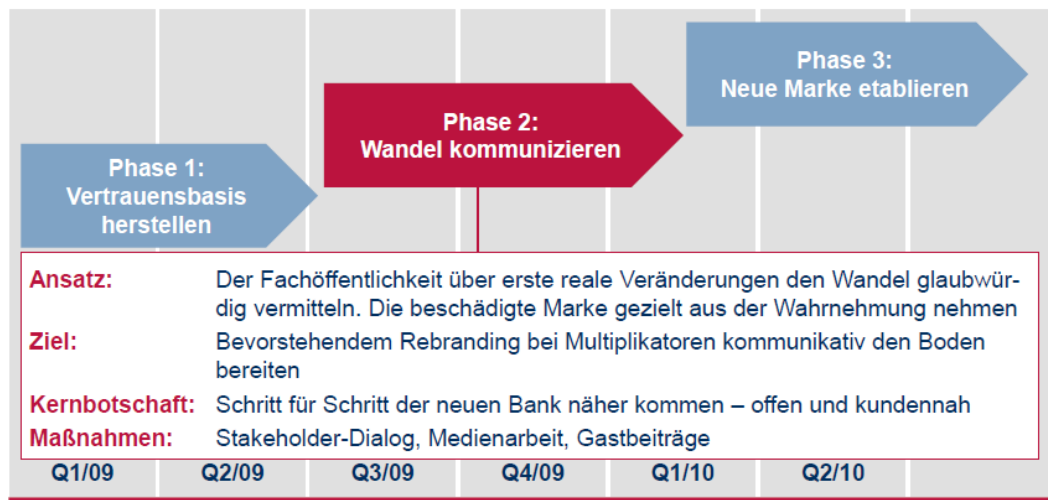 Phase 3:
Neue Marke etablieren
Phase 2:
Wandel kommunizieren
Phase 1:
Vertrauensbasis
herstellen
Ansatz: Der Fachöffentlichkeit über erste reale Veränderungen den Wandel glaubwür-
dig vermitteln. Die beschädigte Marke gezielt aus der Wahrnehmung nehmen
Ziel: Bevorstehendem Rebranding bei Multiplikatoren kommunikativ den Boden
bereiten
Kernbotschaft: Schritt für Schritt der neuen Bank näher kommen – offen und kundennah
Maßnahmen: Stakeholder-Dialog, Medienarbeit, Gastbeiträge
Q1/09 Q2/09 Q3/09 Q4/09 Q1/10 Q2/10